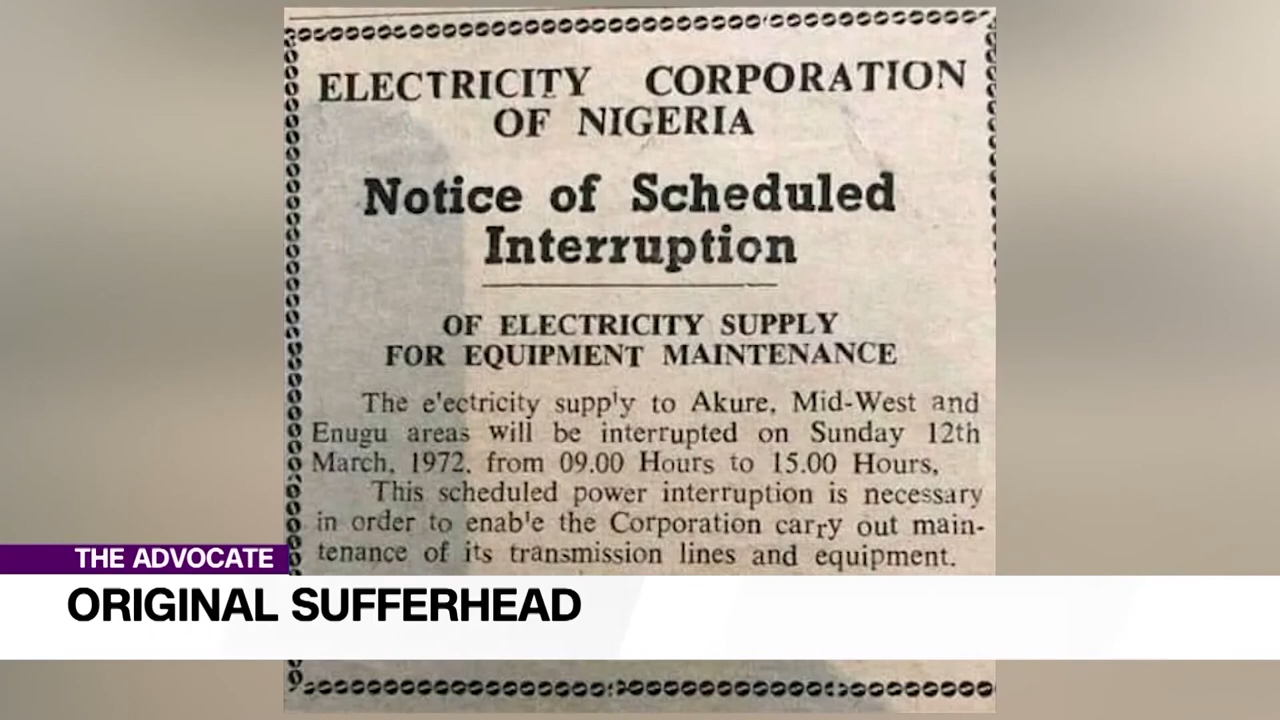 ELECTRICITY CORPORATION
OF NIGERIA
Notice of Scheduled
Interruption
OF ELECTRICITY SUPPLY
FOR EQUIPMENT MAINTENANCE
The e'ectricity supp'y to Akure, Mid-West and
Enugu areas will be interrupted on Sunday 12th
March, 1972, from 09.00 Hours to 15.00 Hours,
This scheduled power interruption is necessary
in order to enab'e the Corporation carry out main-
tenance of its transmission lines and equipment.
THE ADVOCATE
ORIGINAL SUFFERHEAD